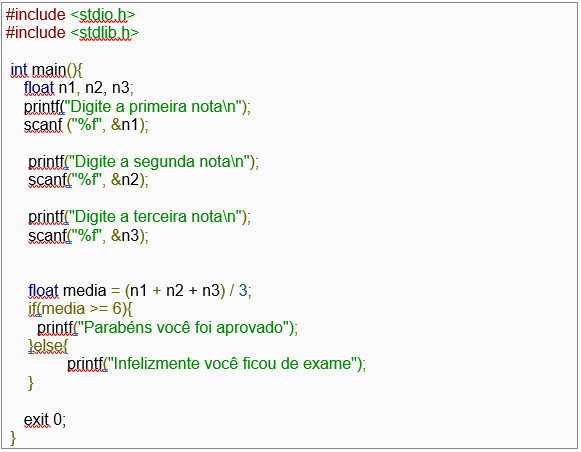 #include <stdio.h>
#include <stdlib.h>
int main(){
float n1, n2, n3;
printf("Digite a primeira nota\n");
scanf ("%f", &n1);
printf("Digite a segunda nota\n");
scanf("%f", &n2);
printf("Digite a terceira nota\n");
scanf("%f", &n3);
float media = (n1 + n2 + n3) / 3;
if(media >= 6){
printf("Parabéns você foi aprovado");
}else{
printf("Infelizmente você ficou de exame");
}
exit 0;
}